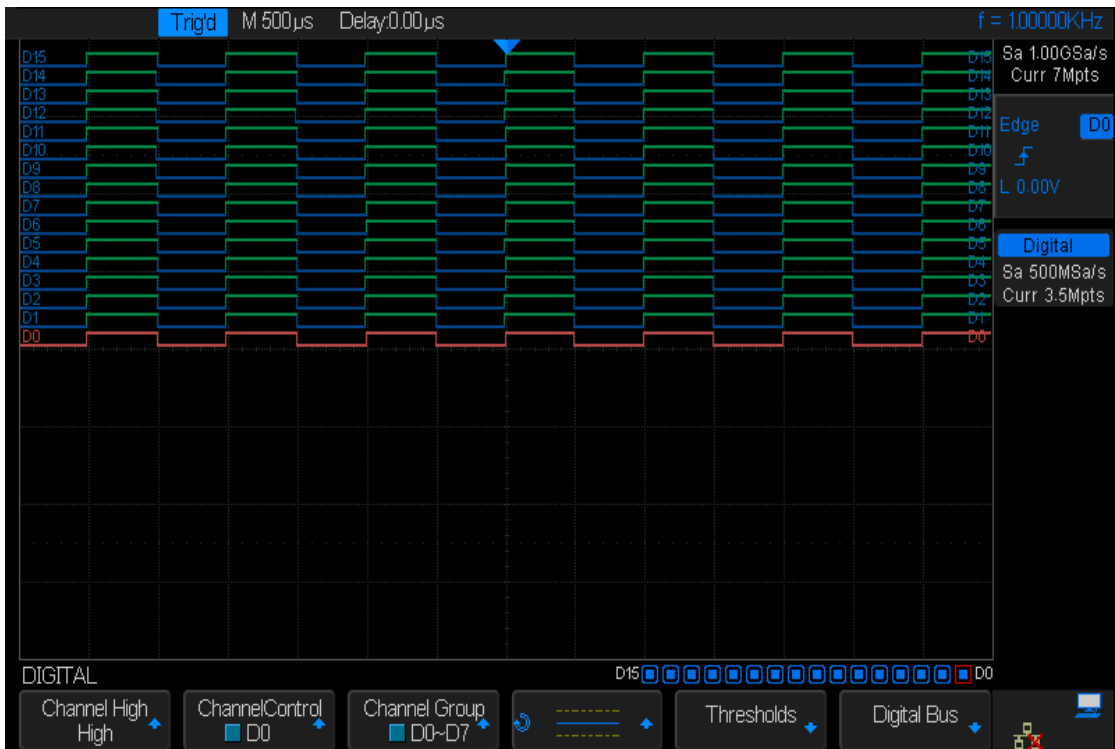 Trig'd M 500µs Delay:0.00µs f = 1.00000KHz
Sa 1.00GSa/s
Curr 7Mpts
Edge D0
L 0.00V
Digital
Sa 500MSa/s
Curr 3.5Mpts
D15 D15
D14 D14
D13 D13
D12 D12
D11 D11
D10 D10
D9 D9
D8 D8
D7 D7
D6 D6
D5 D5
D4 D4
D3 D3
D2 D2
D1 D1
D0 D0
DIGITAL D15 D0
Channel High
High
ChannelControl
D0
Channel Group
D0~D7
Thresholds
Digital Bus